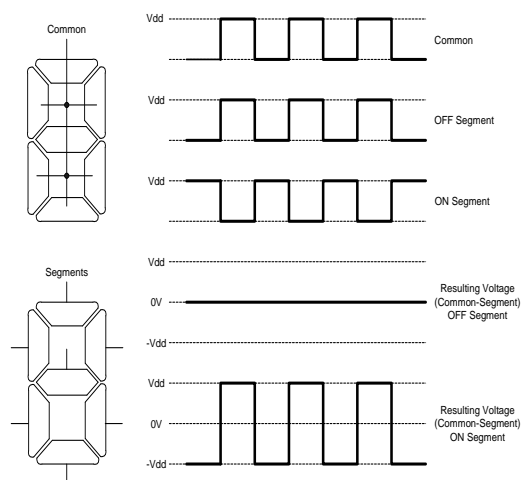 Common
Vdd
Common
Vdd
OFF Segment
Vdd
ON Segment
Segments
Vdd
0V
-Vdd
Resulting Voltage
(Common-Segment)
OFF Segment
Vdd
0V
-Vdd
Resulting Voltage
(Common-Segment)
ON Segment